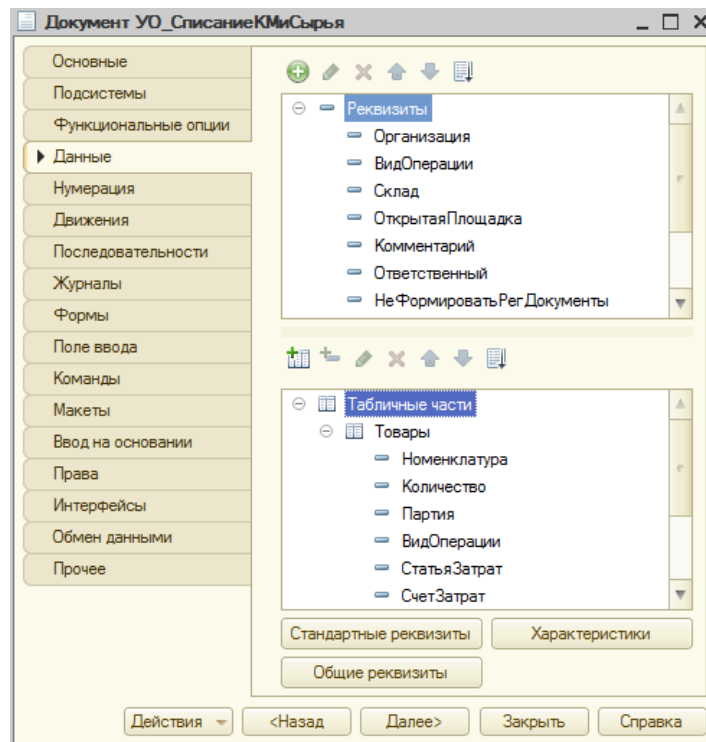 Документ УО_СписаниеКМиСырья
Основные
Подсистемы
Функциональные опции
Данные
Нумерация
Движения
Последовательности
Журналы
Формы
Поле ввода
Команды
Макеты
Ввод на основании
Права
Интерфейсы
Обмен данными
Прочее
Реквизиты
Организация
ВидОперации
Склад
ОткрытаяПлощадка
Комментарий
Ответственный
НеФормироватьРегДокументы
Табличные части
Товары
Номенклатура
Количество
Партия
ВидОперации
СтатьяЗатрат
СчетЗатрат
Стандартные реквизиты
Характеристики
Общие реквизиты
Действия
<Назад
Далее>
Закрыть
Справка